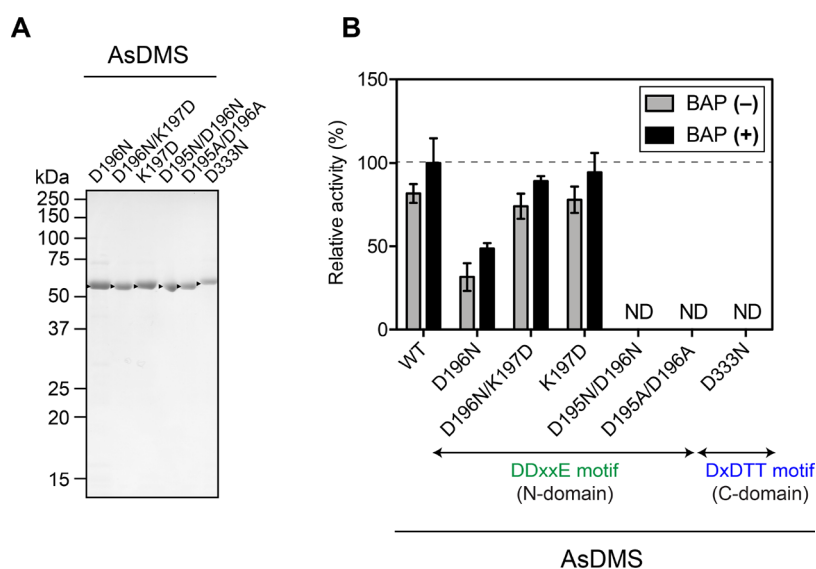 A
AsDMS
D196N
D196N/K197D
K197D
D195N/D196N
D195A/D196A
D333N
kDa
250
150
100
75
50
37
25
20
15
B
Relative activity (%)
150
100
50
0
BAP (–)
BAP (+)
ND ND ND
WT
D196N
D196N/K197D
K197D
D195N/D196N
D195A/D196A
D333N
DDxxE motif DxDTT motif
(N-domain) (C-domain)
AsDMS